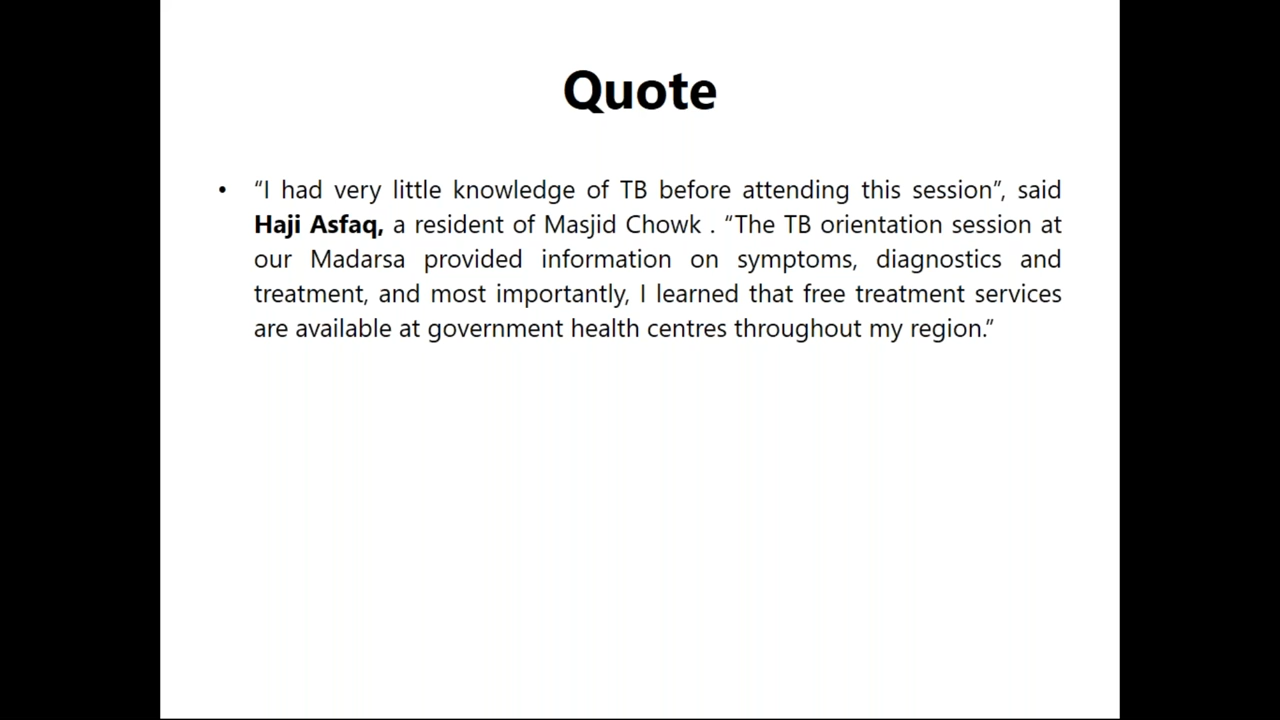 Quote
• “I had very little knowledge of TB before attending this session”, said
Haji Asfaq, a resident of Masjid Chowk . “The TB orientation session at
our Madarsa provided information on symptoms, diagnostics and
treatment, and most importantly, I learned that free treatment services
are available at government health centres throughout my region.”